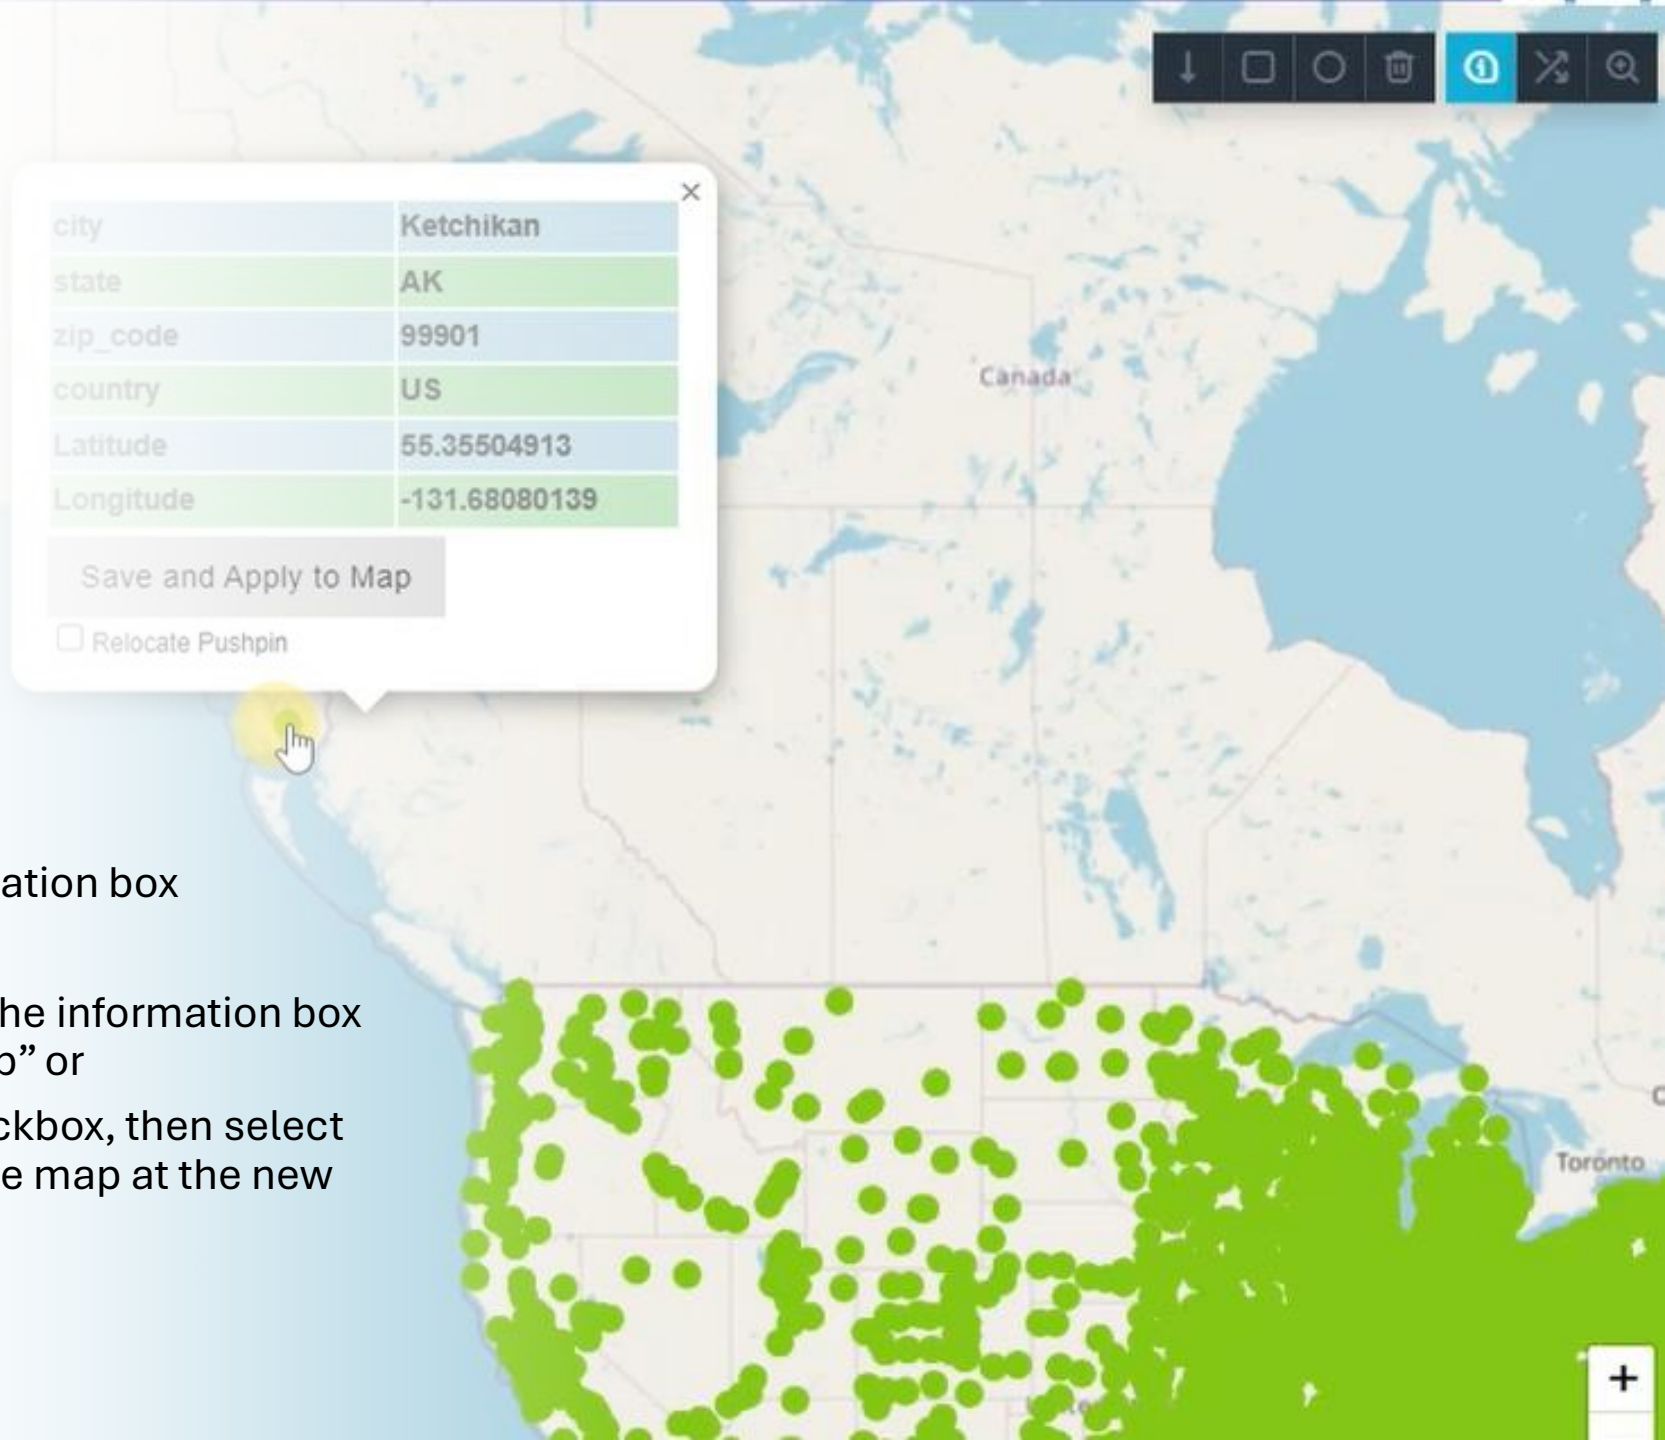 city Ketchikan
state AK
zip_code 99901
country US
Latitude 55.35504913
Longitude -131.68080139
Save and Apply to Map
Relocate Pushpin
Canada
ation box
he information box
p” or
ckbox, then select
e map at the new
Toronto
+